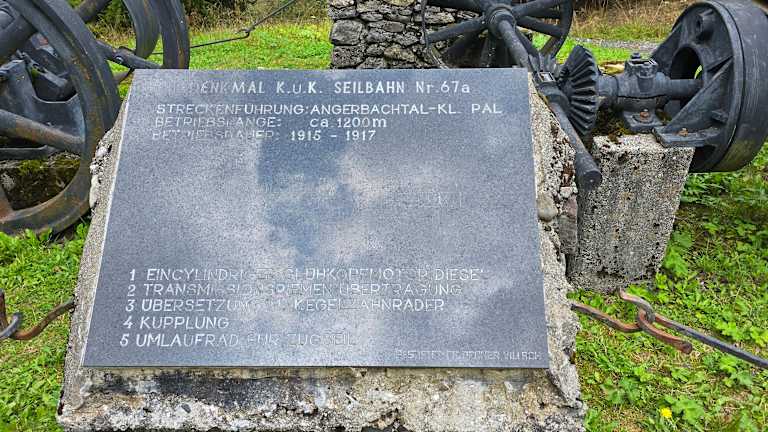 DENKMAL K.u.K. SEILBAHN Nr.67a
STRECKENFÜHRUNG: ANGERBACHTAL-KL. PAL
BETRIEBSLÄNGE: ca.1200m
BETRIEBSDAUER: 1915 - 1917
1 EINCYLINDRIGER GLÜHKOPFMOTOR DIESEL
2 TRANSMISSIONSRIEMEN ÜBERTRAGUNG
3 ÜBERSETZUNG KEGELZAHNRÄDER
4 KUPPLUNG
5 UMLAUFRAD FÜR ZUGSEIL
VILLACH